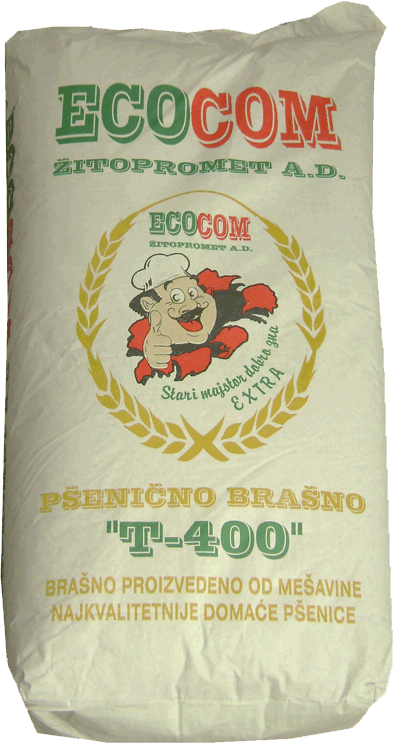 ECOCOM
ŽITOPROMET A.D.
ECOCOM
ŽITOPROMET A.D.
Stari majstor dobro zna
EXTRA
PŠENIČNO BRAŠNO
"T-400"
BRAŠNO PROIZVEDENO OD MEŠAVINE
NAJKVALITETNIJE DOMAĆE PŠENICE